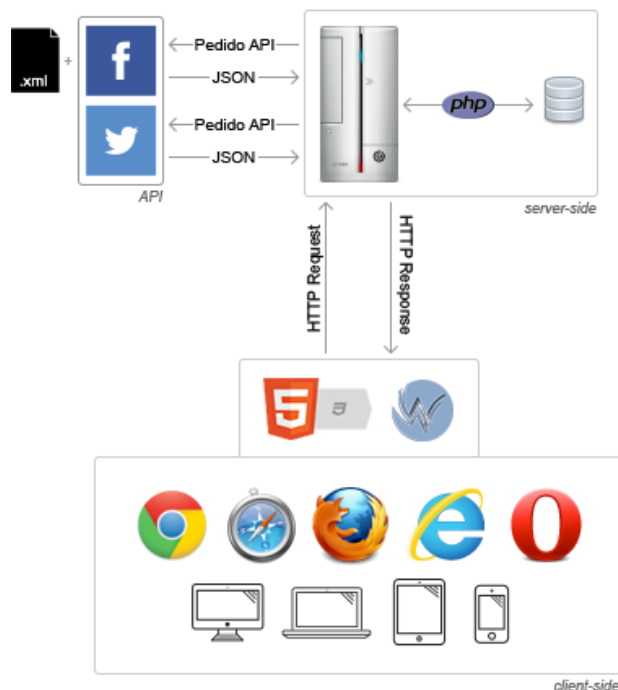 .xml
+
f
Pedido API
JSON
Pedido API
JSON
php
API
server-side
HTTP Request
HTTP Response
5
3
W
e
O
client-side